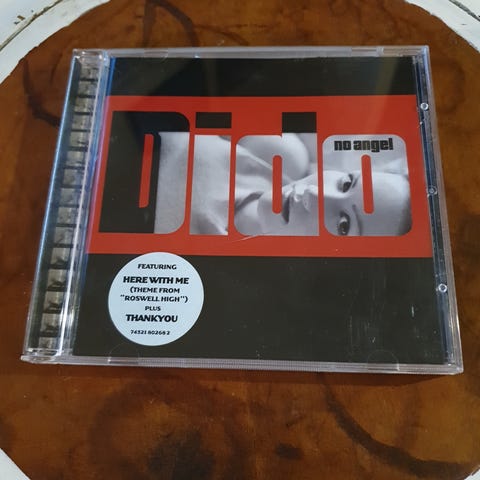 Dido
no angel
FEATURING
HERE WITH ME
(THEME FROM
"ROSWELL HIGH")
PLUS
THANKYOU
74321 80268 2